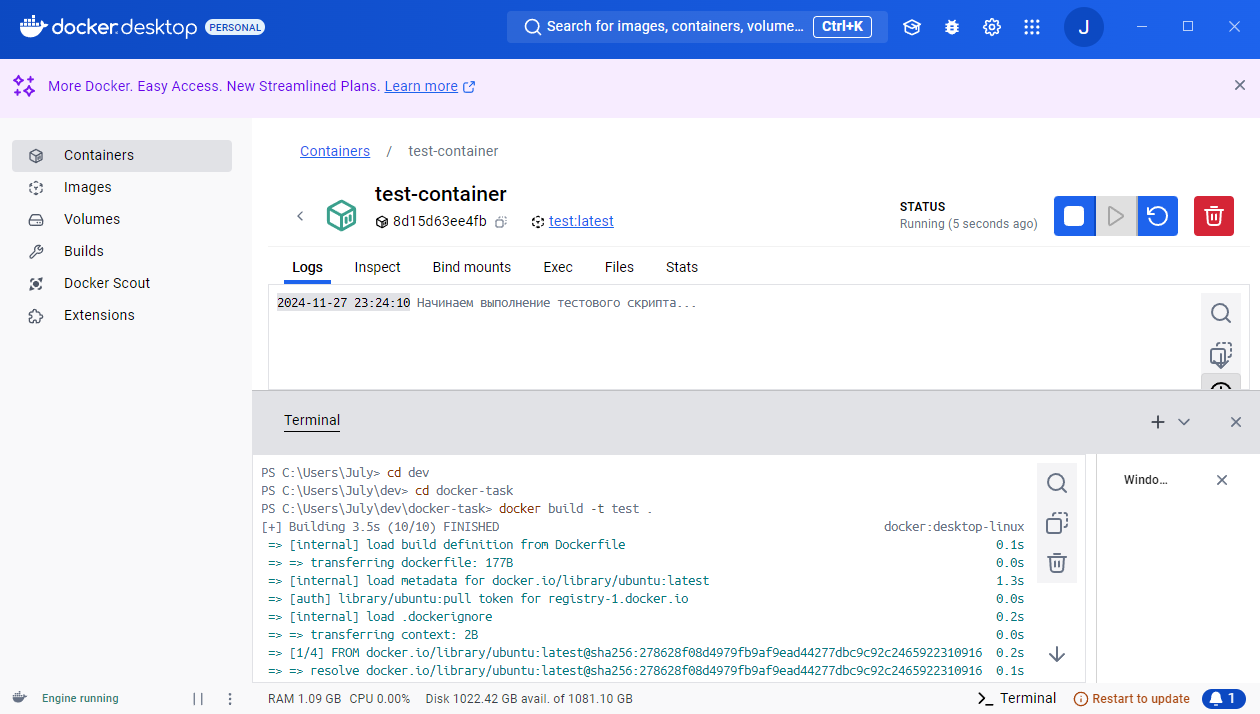 docker.desktop PERSONAL
Search for images, containers, volume... Ctrl+K
J
More Docker. Easy Access. New Streamlined Plans. Learn more
Containers
Images
Volumes
Builds
Docker Scout
Extensions
Containers / test-container
test-container
8d15d63ee4fb test:latest
STATUS
Running (5 seconds ago)
Logs Inspect Bind mounts Exec Files Stats
2024-11-27 23:24:10 Начинаем выполнение тестового скрипта...
Terminal
Windo...
PS C:\Users\July> cd dev
PS C:\Users\July\dev> cd docker-task
PS C:\Users\July\dev\docker-task> docker build -t test .
[+] Building 3.5s (10/10) FINISHED docker:desktop-linux
=> [internal] load build definition from Dockerfile 0.1s
=> => transferring dockerfile: 177B 0.0s
=> [internal] load metadata for docker.io/library/ubuntu:latest 1.3s
=> [auth] library/ubuntu:pull token for registry-1.docker.io 0.0s
=> [internal] load .dockerignore 0.2s
=> => transferring context: 2B 0.0s
=> [1/4] FROM docker.io/library/ubuntu:latest@sha256:278628f08d4979fb9af9ead44277dbc9c92c2465922310916 0.2s
=> => resolve docker.io/library/ubuntu:latest@sha256:278628f08d4979fb9af9ead44277dbc9c92c2465922310916 0.1s
Engine running
RAM 1.09 GB CPU 0.00% Disk 1022.42 GB avail. of 1081.10 GB
>_ Terminal
Restart to update
1